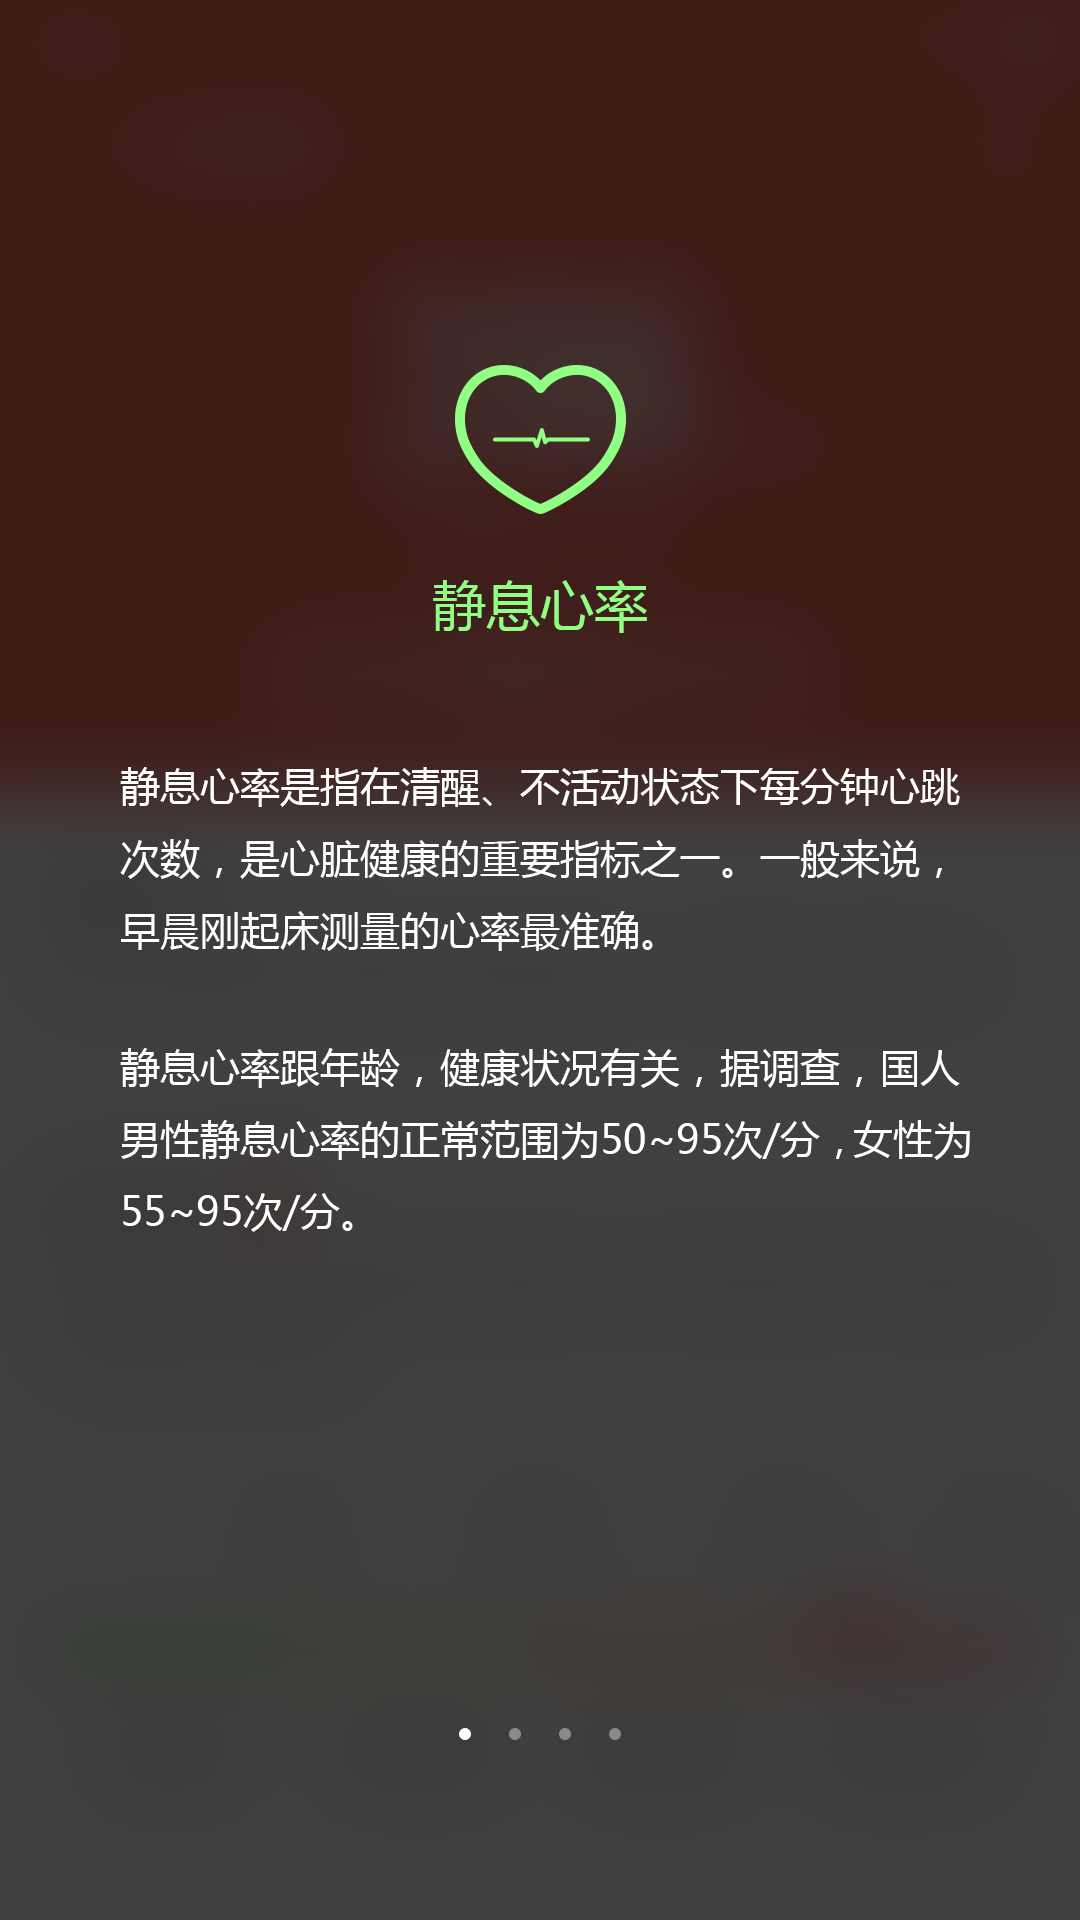 静息心率
静息心率是指在清醒、不活动状态下每分钟心跳
次数，是心脏健康的重要指标之一。一般来说，
早晨刚起床测量的心率最准确。
静息心率跟年龄，健康状况有关，据调查，国人
男性静息心率的正常范围为50~95次/分，女性为
55~95次/分。